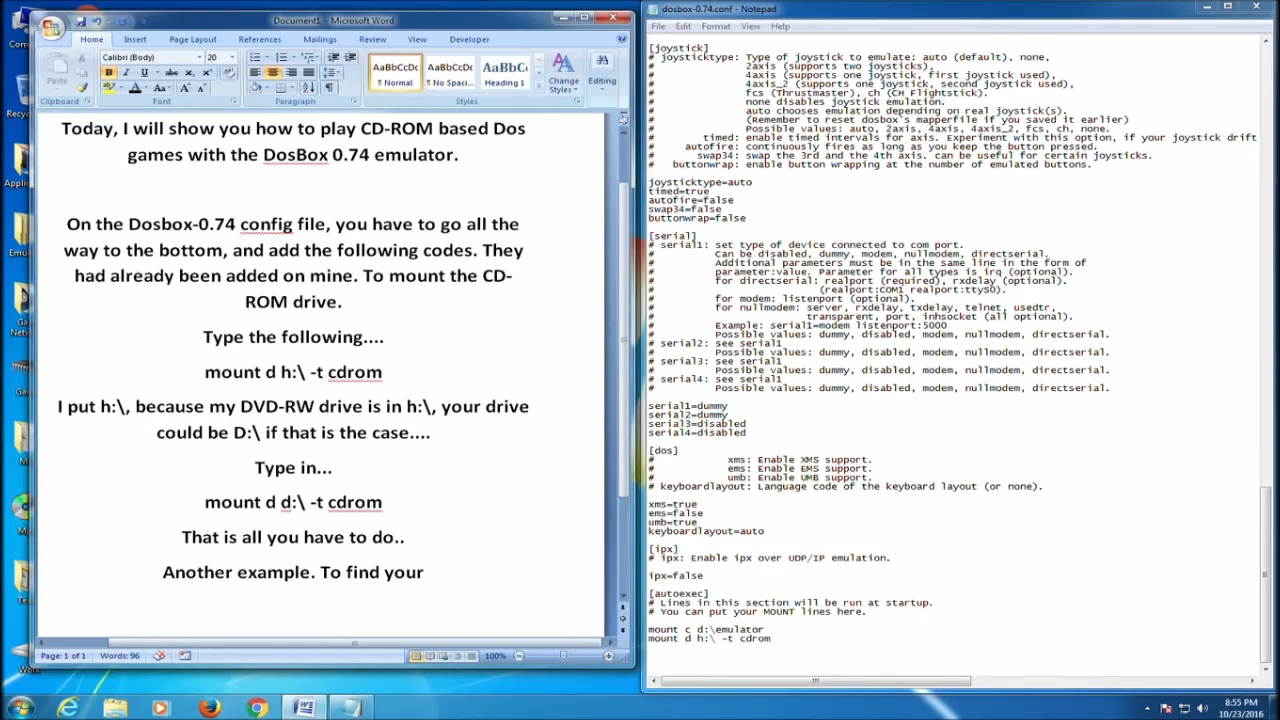 Document1 - Microsoft Word
Home Insert Page Layout References Mailings Review View Developer
Calibri (Body) 20
Paste
Clipboard Font Paragraph Styles
AaBbCcDc AaBbCcDc AaBbC
Normal No Spaci... Heading 1
Change Styles
Editing
Today, I will show you how to play CD-ROM based Dos
games with the DosBox 0.74 emulator.
On the Dosbox-0.74 config file, you have to go all the
way to the bottom, and add the following codes. They
had already been added on mine. To mount the CD-
ROM drive.
Type the following....
mount d h:\ -t cdrom
I put h:\, because my DVD-RW drive is in h:\, your drive
could be D:\ if that is the case....
Type in...
mount d d:\ -t cdrom
That is all you have to do..
Another example. To find your
Page: 1 of 1 Words: 96 100%
dosbox-0.74.conf - Notepad
File Edit Format View Help
[joystick]
# joysticktype: Type of joystick to emulate: auto (default), none,
# 2axis (supports two joysticks),
# 4axis (supports one joystick, first joystick used),
# 4axis_2 (supports one joystick, second joystick used),
# fcs (Thrustmaster), ch (CH Flightstick).
# none disables joystick emulation.
# auto chooses emulation depending on real joystick(s).
# (Remember to reset dosbox's mapperfile if you saved it earlier)
# Possible values: auto, 2axis, 4axis, 4axis_2, fcs, ch, none.
# timed: enable timed intervals for axis. Experiment with this option, if your joystick drift
# autofire: continuously fires as long as you keep the button pressed.
# swap34: swap the 3rd and the 4th axis. can be useful for certain joysticks.
# buttonwrap: enable button wrapping at the number of emulated buttons.
joysticktype=auto
timed=true
autofire=false
swap34=false
buttonwrap=false
[serial]
# serial1: set type of device connected to com port.
# Can be disabled, dummy, modem, nullmodem, directserial.
# Additional parameters must be in the same line in the form of
# parameter:value. Parameter for all types is irq (optional).
# for directserial: realport (required), rxdelay (optional).
# (realport:COM1 realport:ttyS0).
# for modem: listenport (optional).
# for nullmodem: server, rxdelay, txdelay, telnet, usedtr,
# transparent, port, inhsocket (all optional).
# Example: serial1=modem listenport:5000
# Possible values: dummy, disabled, modem, nullmodem, directserial.
# serial2: see serial1
# Possible values: dummy, disabled, modem, nullmodem, directserial.
# serial3: see serial1
# Possible values: dummy, disabled, modem, nullmodem, directserial.
# serial4: see serial1
# Possible values: dummy, disabled, modem, nullmodem, directserial.
serial1=dummy
serial2=dummy
serial3=disabled
serial4=disabled
[dos]
# xms: Enable XMS support.
# ems: Enable EMS support.
# umb: Enable UMB support.
# keyboardlayout: Language code of the keyboard layout (or none).
xms=true
ems=false
umb=true
keyboardlayout=auto
[ipx]
# ipx: Enable ipx over UDP/IP emulation.
ipx=false
[autoexec]
# Lines in this section will be run at startup.
# You can put your MOUNT lines here.
mount c d:\emulator
mount d h:\ -t cdrom
8:55 PM
10/23/2016